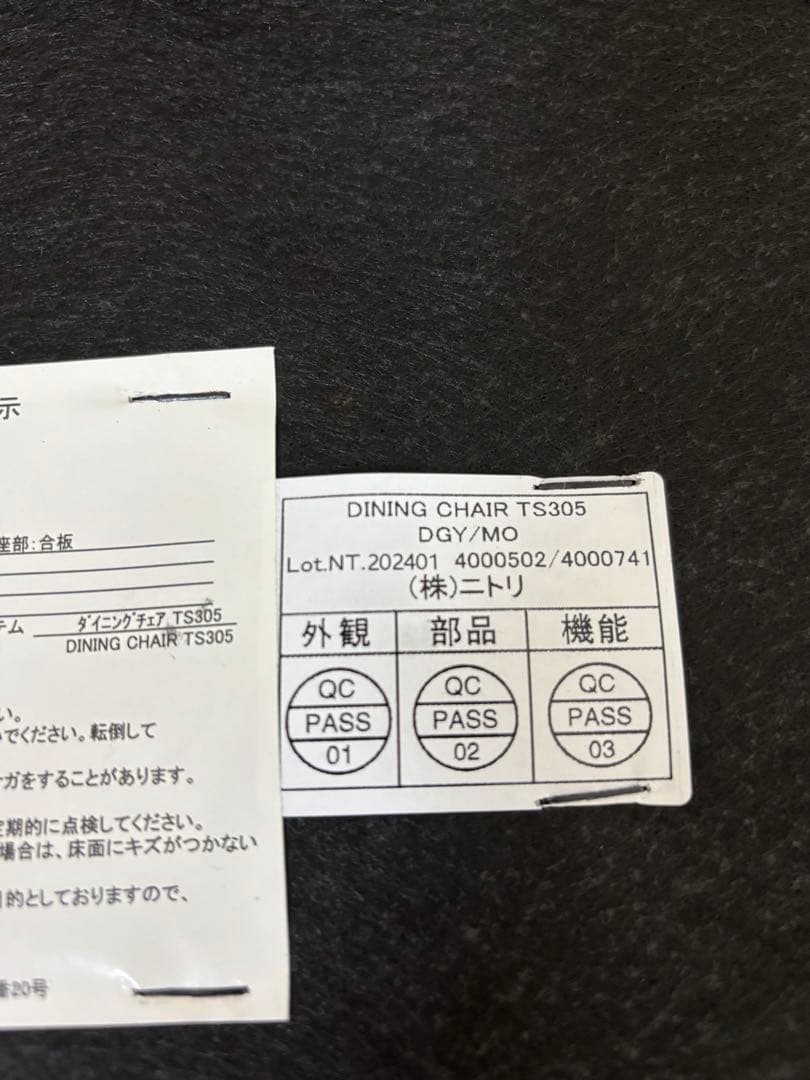 示
座部:合板
テム ダイニングチェア TS305
DINING CHAIR TS305
い。
いでください。転倒して
ガをすることがあります。
定期的に点検してください。
場合は、床面にキズがつかない
目的としておりますので、
番20号
DINING CHAIR TS305
DGY/MO
Lot.NT.202401 4000502/4000741
(株)ニトリ
外観 部品 機能
QC QC QC
PASS PASS PASS
01 02 03